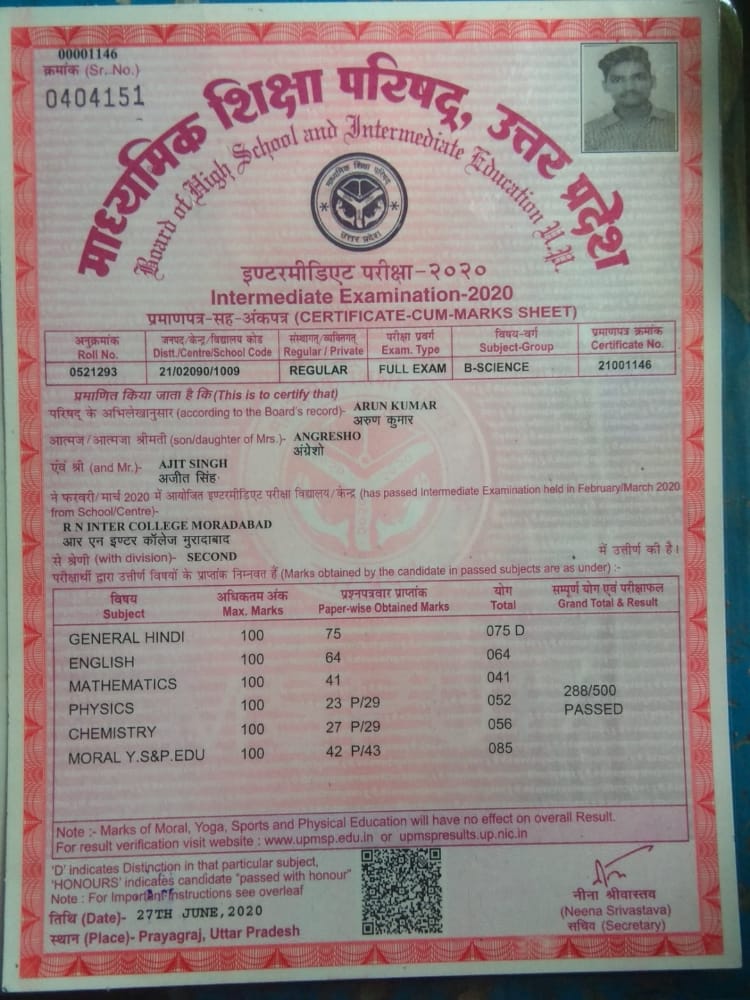 00001146
क्रमांक (Sr. No.)
0404151
माध्यमिक शिक्षा परिषद्, उत्तर प्रदेश
Board of High School and Intermediate Education U.P.
माध्यमिक शिक्षा परिषद्
उत्तर प्रदेश
इण्टरमीडिएट परीक्षा-२०२०
Intermediate Examination-2020
प्रमाणपत्र-सह-अंकपत्र (CERTIFICATE-CUM-MARKS SHEET)
अनुक्रमांक जनपद/केन्द्र/विद्यालय कोड संस्थागत/व्यक्तिगत परीक्षा प्रवर्ग विषय-वर्ग प्रमाणपत्र क्रमांक
Roll No. Distt./Centre/School Code Regular / Private Exam. Type Subject-Group Certificate No.
0521293 21/02090/1009 REGULAR FULL EXAM B-SCIENCE 21001146
प्रमाणित किया जाता है कि (This is to certify that)
परिषद् के अभिलेखानुसार (according to the Board's record)- ARUN KUMAR
अरुण कुमार
आत्मज/आत्मजा श्रीमती (son/daughter of Mrs.)- ANGRESHO
अंग्रेशो
एंवं श्री (and Mr.)- AJIT SINGH
अजीत सिंह
ने फरवरी/मार्च 2020 में आयोजित इण्टरमीडिएट परीक्षा विद्यालय/केन्द्र (has passed Intermediate Examination held in February/March 2020
from School/Centre)-
R N INTER COLLEGE MORADABAD
आर एन इण्टर कॉलेज मुरादाबाद
से श्रेणी (with division)- SECOND में उत्तीर्ण की है।
परीक्षार्थी द्वारा उत्तीर्ण विषयों के प्राप्तांक निम्नवत हैं (Marks obtained by the candidate in passed subjects are as under) :-
विषय अधिकतम अंक प्रश्नपत्रवार प्राप्तांक योग सम्पूर्ण योग एवं परीक्षाफल
Subject Max. Marks Paper-wise Obtained Marks Total Grand Total & Result
GENERAL HINDI 100 75 075 D
ENGLISH 100 64 064
MATHEMATICS 100 41 041
288/500
PHYSICS 100 23 P/29 052
PASSED
CHEMISTRY 100 27 P/29 056
MORAL Y.S&P.EDU 100 42 P/43 085
Note :- Marks of Moral, Yoga, Sports and Physical Education will have no effect on overall Result.
For result verification visit website : www.upmsp.edu.in or upmspresults.up.nic.in
'D' indicates Distinction in that particular subject,
'HONOURS' indicates candidate "passed with honour"
Note : For Important Instructions see overleaf
तिथि (Date)- 27TH JUNE,2020
स्थान (Place)- Prayagraj, Uttar Pradesh
नीना श्रीवास्तव
(Neena Srivastava)
सचिव (Secretary)